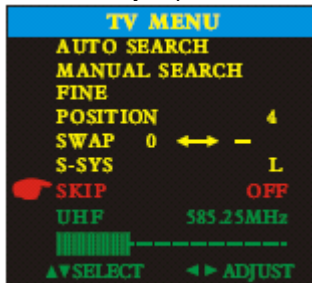 TV MENU
AUTO SEARCH
MANUAL SEARCH
FINE
POSITION 4
SWAP 0 ↔ –
S-SYS L
SKIP OFF
UHF 585.25MHz
▲▼SELECT ◄► ADJUST